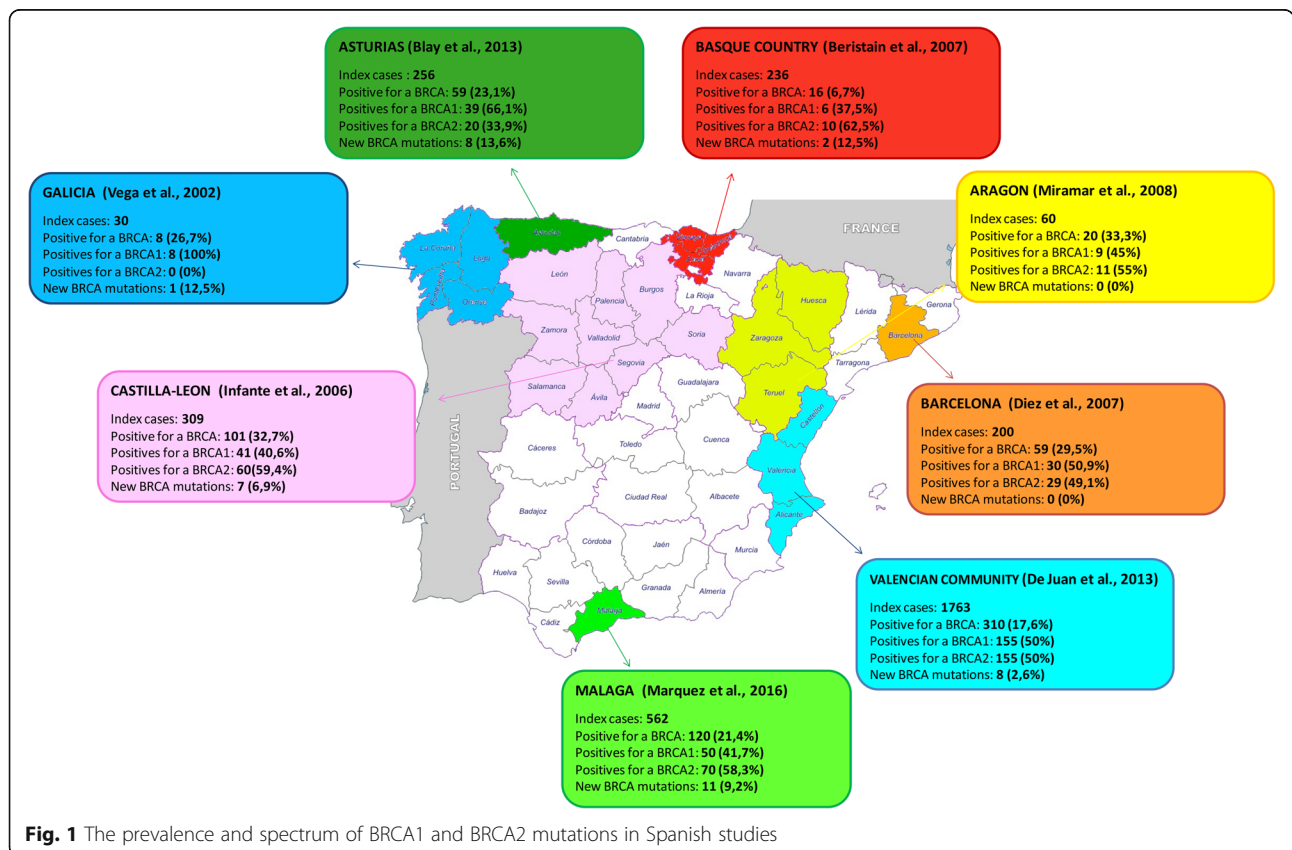 ASTURIAS (Blay et al., 2013)
Index cases : 256
Positive for a BRCA: 59 (23,1%)
Positives for a BRCA1: 39 (66,1%)
Positives for a BRCA2: 20 (33,9%)
New BRCA mutations: 8 (13,6%)
BASQUE COUNTRY (Beristain et al., 2007)
Index cases: 236
Positive for a BRCA: 16 (6,7%)
Positives for a BRCA1: 6 (37,5%)
Positives for a BRCA2: 10 (62,5%)
New BRCA mutations: 2 (12,5%)
GALICIA (Vega et al., 2002)
Index cases: 30
Positive for a BRCA: 8 (26,7%)
Positives for a BRCA1: 8 (100%)
Positives for a BRCA2: 0 (0%)
New BRCA mutations: 1 (12,5%)
ARAGON (Miramar et al., 2008)
Index cases: 60
Positive for a BRCA: 20 (33,3%)
Positives for a BRCA1: 9 (45%)
Positives for a BRCA2: 11 (55%)
New BRCA mutations: 0 (0%)
CASTILLA-LEON (Infante et al., 2006)
Index cases: 309
Positive for a BRCA: 101 (32,7%)
Positives for a BRCA1: 41 (40,6%)
Positives for a BRCA2: 60(59,4%)
New BRCA mutations: 7 (6,9%)
BARCELONA (Diez et al., 2007)
Index cases: 200
Positive for a BRCA: 59 (29,5%)
Positives for a BRCA1: 30 (50,9%)
Positives for a BRCA2: 29 (49,1%)
New BRCA mutations: 0 (0%)
VALENCIAN COMMUNITY (De Juan et al., 2013)
Index cases: 1763
Positive for a BRCA: 310 (17,6%)
Positives for a BRCA1: 155 (50%)
Positives for a BRCA2: 155 (50%)
New BRCA mutations: 8 (2,6%)
MALAGA (Marquez et al., 2016)
Index cases: 562
Positive for a BRCA: 120 (21,4%)
Positives for a BRCA1: 50 (41,7%)
Positives for a BRCA2: 70 (58,3%)
New BRCA mutations: 11 (9,2%)
FRANCE
PORTUGAL
La Coruña
Lugo
Orense
Asturias
Cantabria
Navarra
La Rioja
León
Palencia
Burgos
Zamora
Valladolid
Soria
Segovia
Salamanca
Ávila
Huesca
Zaragoza
Teruel
Lérida
Gerona
Barcelona
Tarragona
Guadalajara
Madrid
Cuenca
Toledo
Cáceres
Castellón
Valencia
Alicante
Ciudad Real
Albacete
Badajoz
Murcia
Córdoba
Jaén
Huelva
Sevilla
Granada
Almería
Málaga
Cádiz
Fig. 1 The prevalence and spectrum of BRCA1 and BRCA2 mutations in Spanish studies